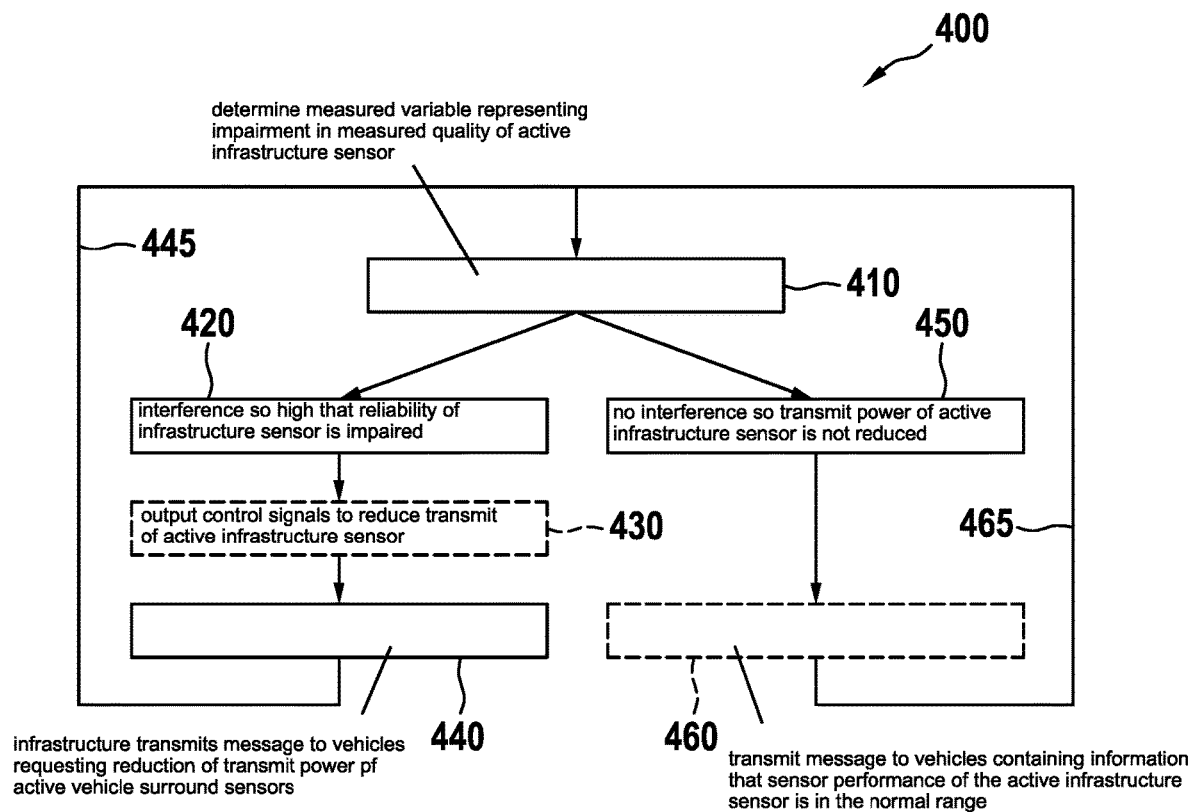 400
determine measured variable representing
impairment in measured quality of active
infrastructure sensor
445
410
420
450
interference so high that reliability of
infrastructure sensor is impaired
no interference so transmit power of active
infrastructure sensor is not reduced
output control signals to reduce transmit
of active infrastructure sensor
430
465
440
460
infrastructure transmits message to vehicles
requesting reduction of transmit power pf
active vehicle surround sensors
transmit message to vehicles containing information
that sensor performance of the active infrastructure
sensor is in the normal range